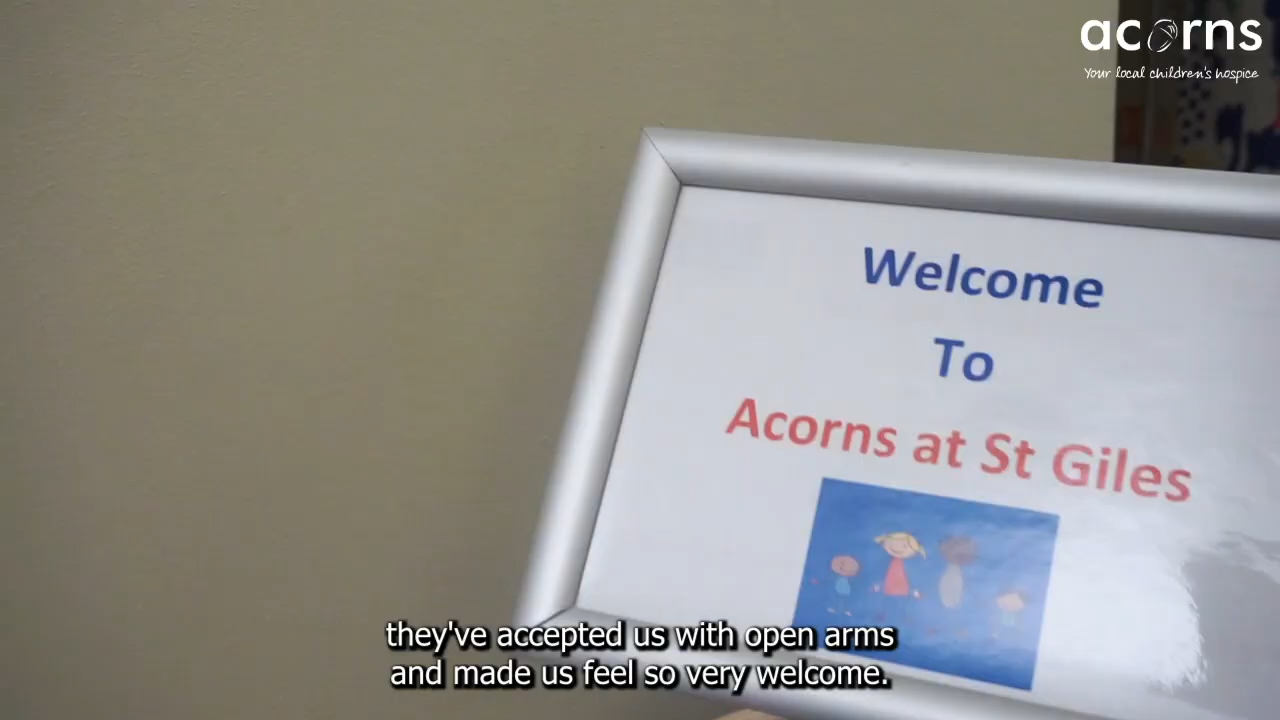 acorns
Your local children's hospice
Welcome
To
Acorns at St Giles
they've accepted us with open arms
and made us feel so very welcome.